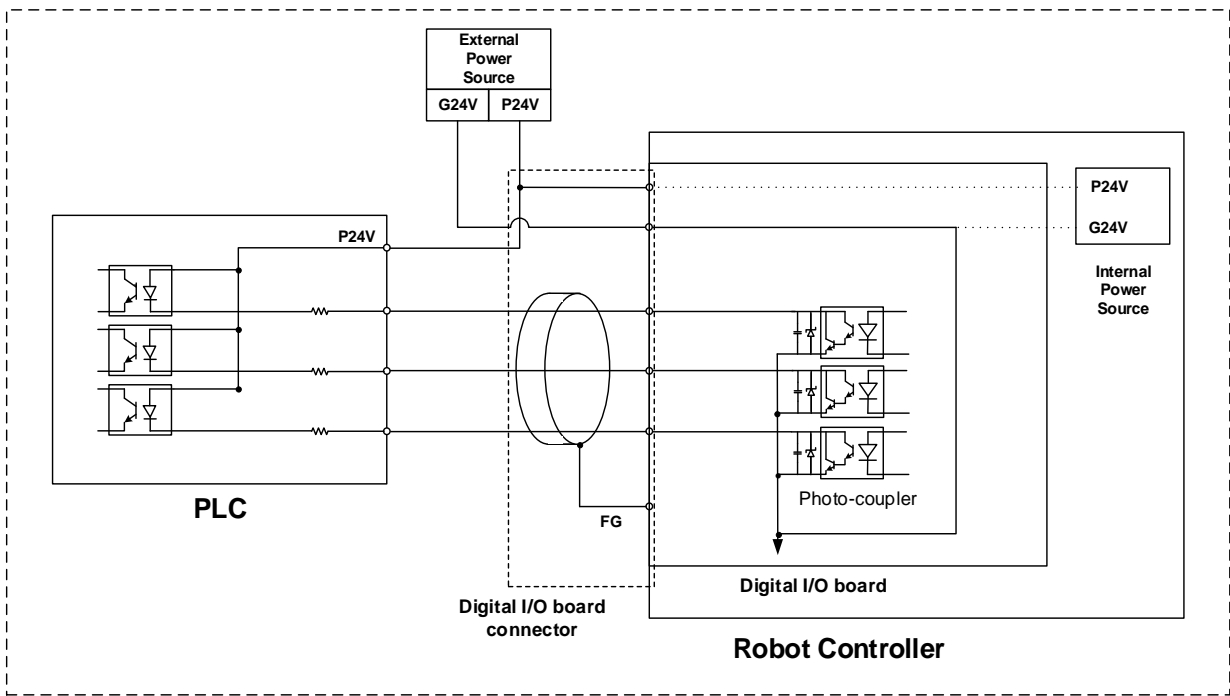 External
Power
Source
G24V P24V
P24V
G24V
Internal
Power
Source
P24V
PLC
FG
Photo-coupler
Digital I/O board
Digital I/O board
connector
Robot Controller